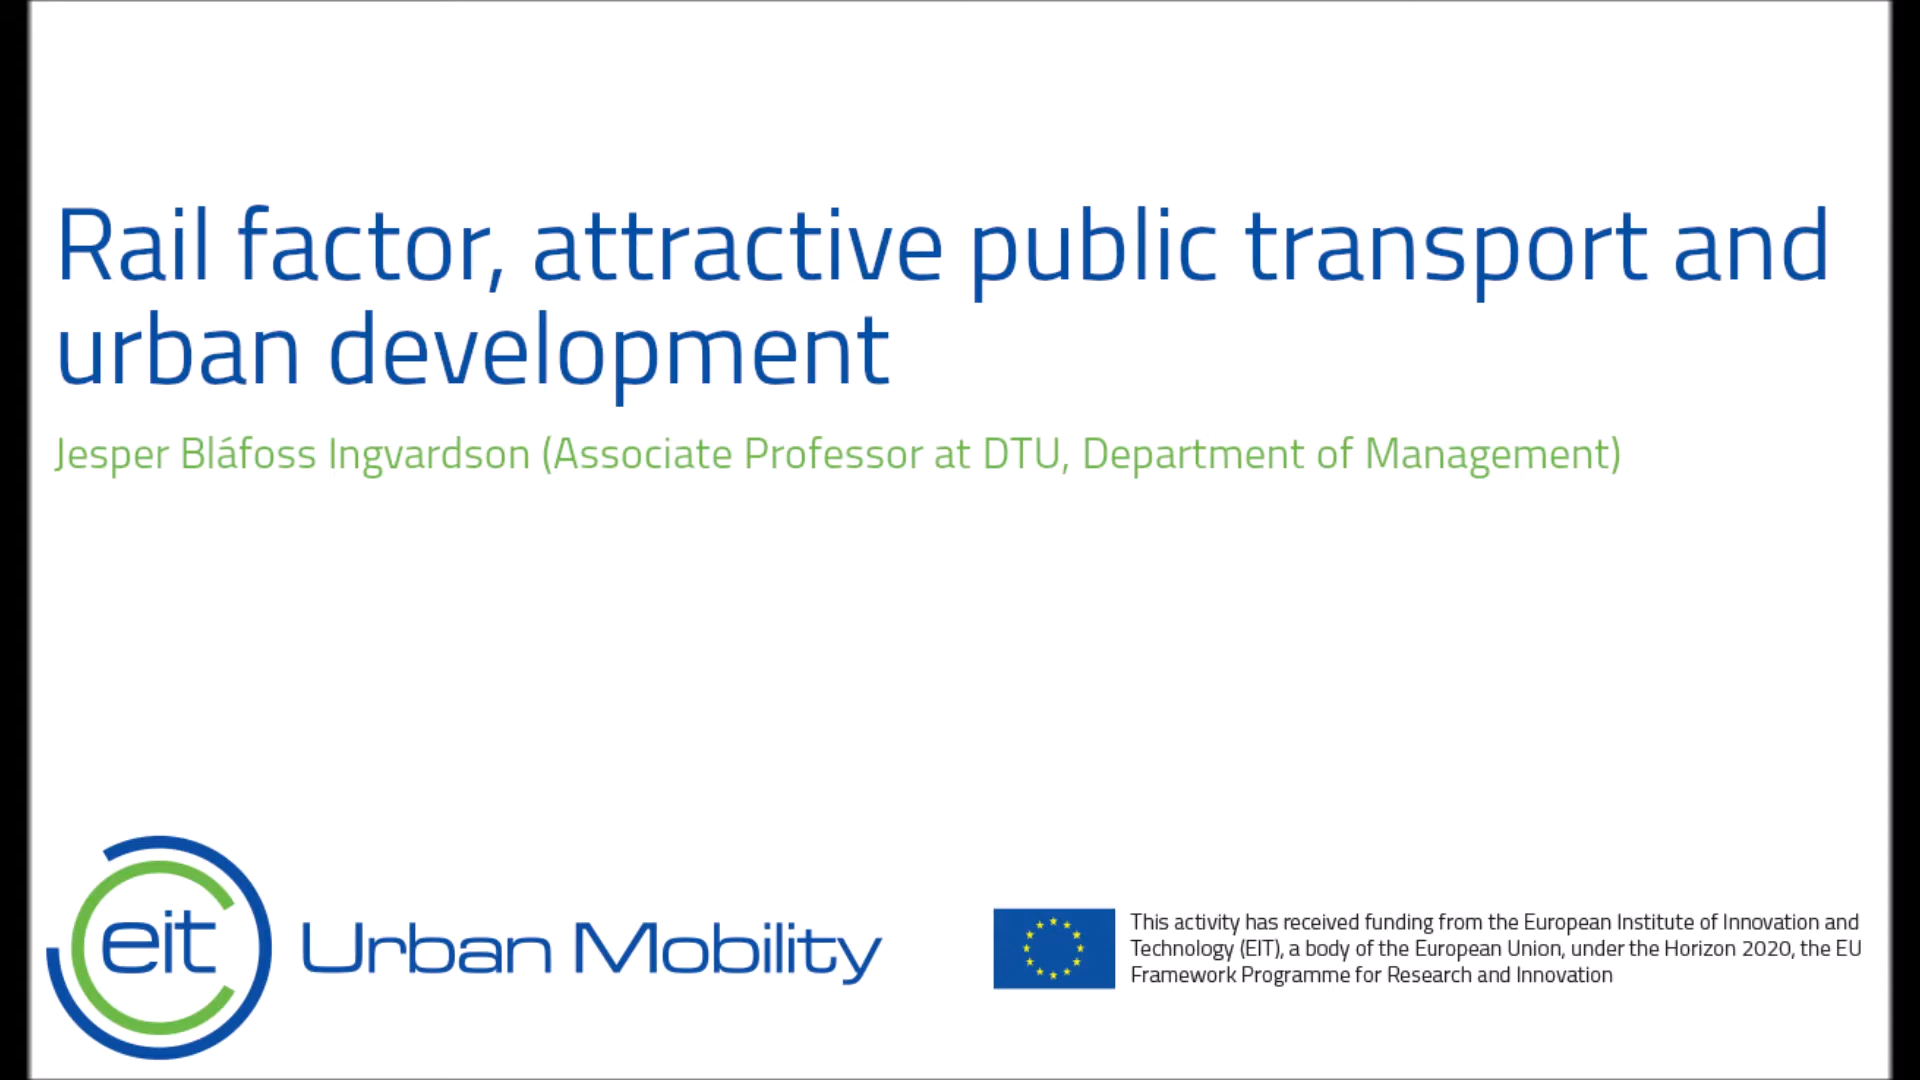 Rail factor, attractive public transport and
urban development
Jesper Bláfoss Ingvardson (Associate Professor at DTU, Department of Management)
eit Urban Mobility
This activity has received funding from the European Institute of Innovation and
Technology (EIT), a body of the European Union, under the Horizon 2020, the EU
Framework Programme for Research and Innovation